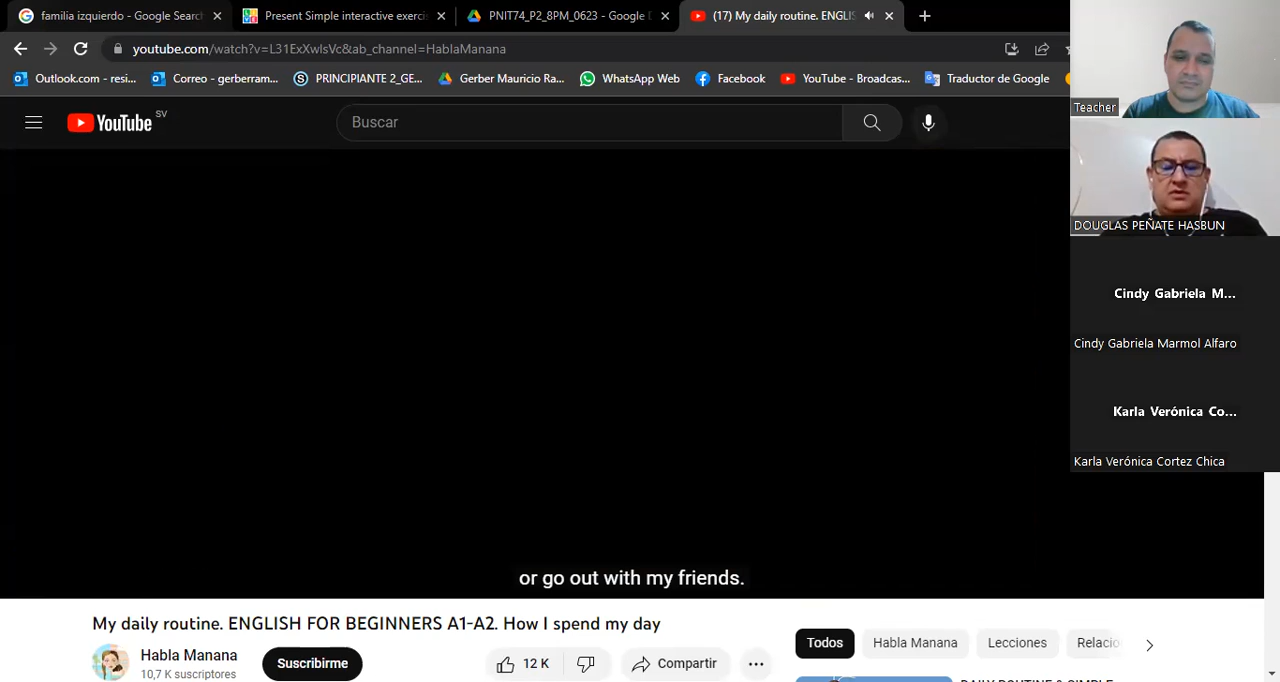 familia izquierdo - Google Searc
Present Simple interactive exerci
PNIT74_P2_8PM_0623 - Google D
(17) My daily routine. ENGLIS
youtube.com/watch?v=L31ExXwlsVc&ab_channel=HablaManana
Outlook.com - resi...
Correo - gerberram...
PRINCIPIANTE 2_GE...
Gerber Mauricio Ra...
WhatsApp Web
Facebook
YouTube - Broadcas...
Traductor de Google
YouTube SV
Buscar
Teacher
DOUGLAS PEÑATE HASBUN
Cindy Gabriela M...
Cindy Gabriela Marmol Alfaro
Karla Verónica Co...
Karla Verónica Cortez Chica
or go out with my friends.
My daily routine. ENGLISH FOR BEGINNERS A1-A2. How I spend my day
Habla Manana
10,7 K suscriptores
Suscribirme
12 K
Compartir
Todos
Habla Manana
Lecciones
Relacio
DAILY ROUTINE & SIMPLE